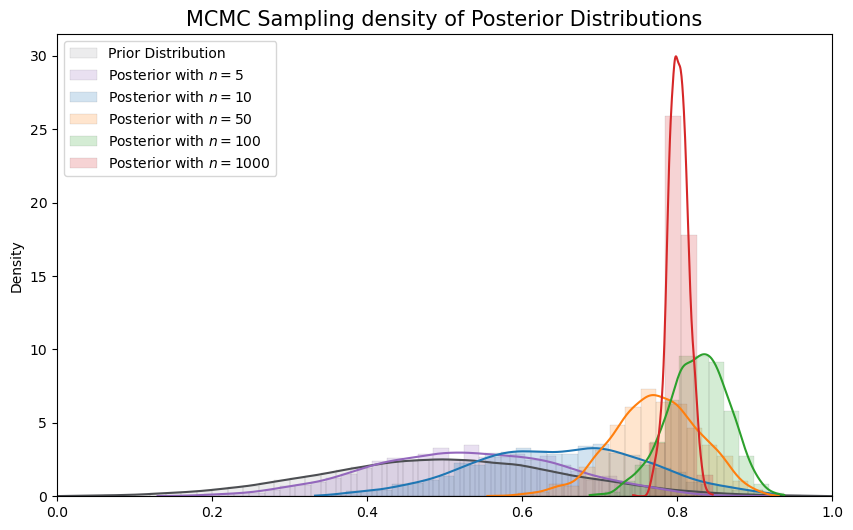 MCMC Sampling density of Posterior Distributions
Prior Distribution
Posterior with n = 5
Posterior with n = 10
Posterior with n = 50
Posterior with n = 100
Posterior with n = 1000
Density
30
25
20
15
10
5
0
0.0 0.2 0.4 0.6 0.8 1.0